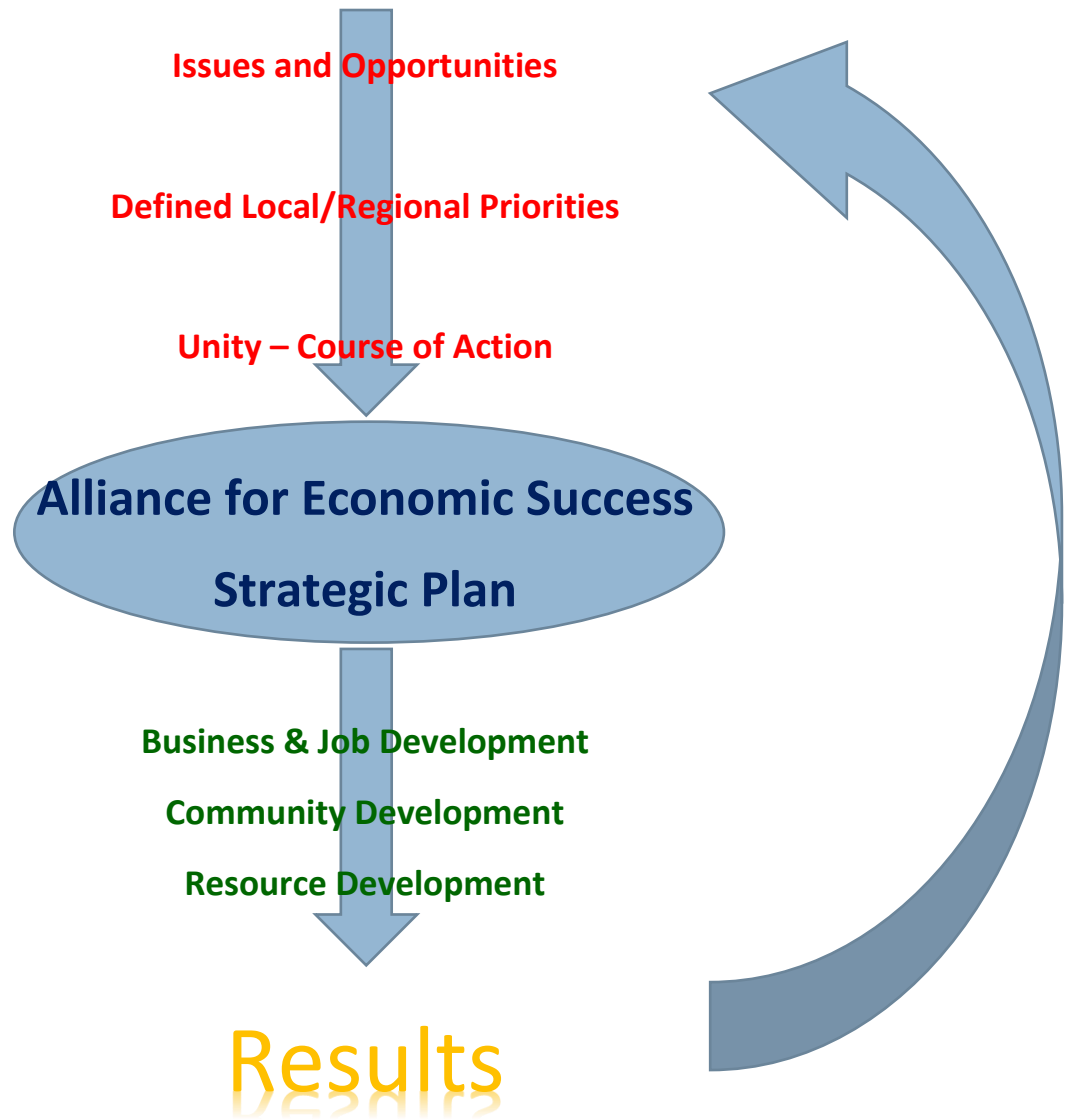 Issues and Opportunities
Defined Local/Regional Priorities
Unity – Course of Action
Alliance for Economic Success
Strategic Plan
Business & Job Development
Community Development
Resource Development
Results